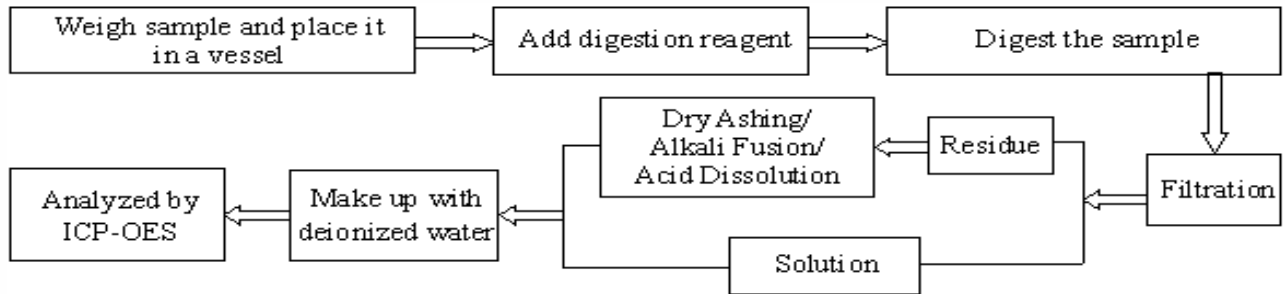 Weigh sample and place it
in a vessel
Add digestion reagent
Digest the sample
Filtration
Residue
Dry Ashing/
Alkali Fusion/
Acid Dissolution
Solution
Make up with
deionized water
Analyzed by
ICP-OES